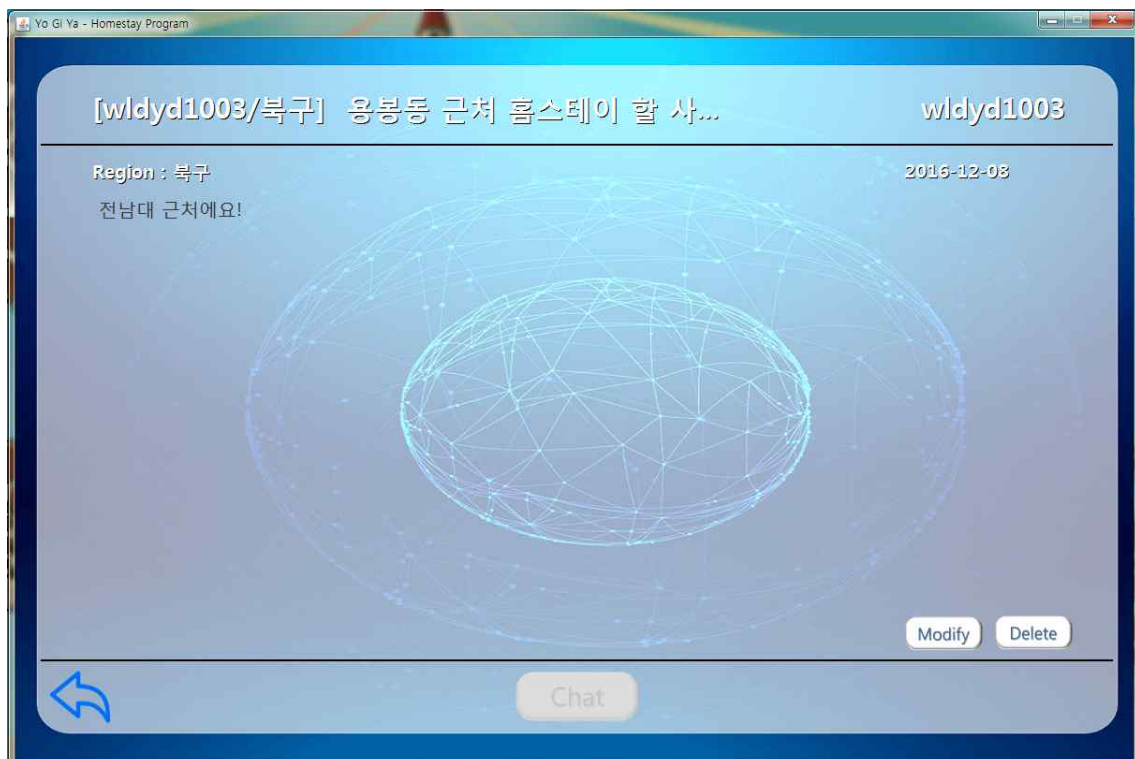 Yo Gi Ya - Homestay Program
[wldyd1003/북구] 용봉동 근처 홈스테이 할 사... wldyd1003
Region : 북구 2016-12-08
전남대 근처에요!
Modify Delete
Chat